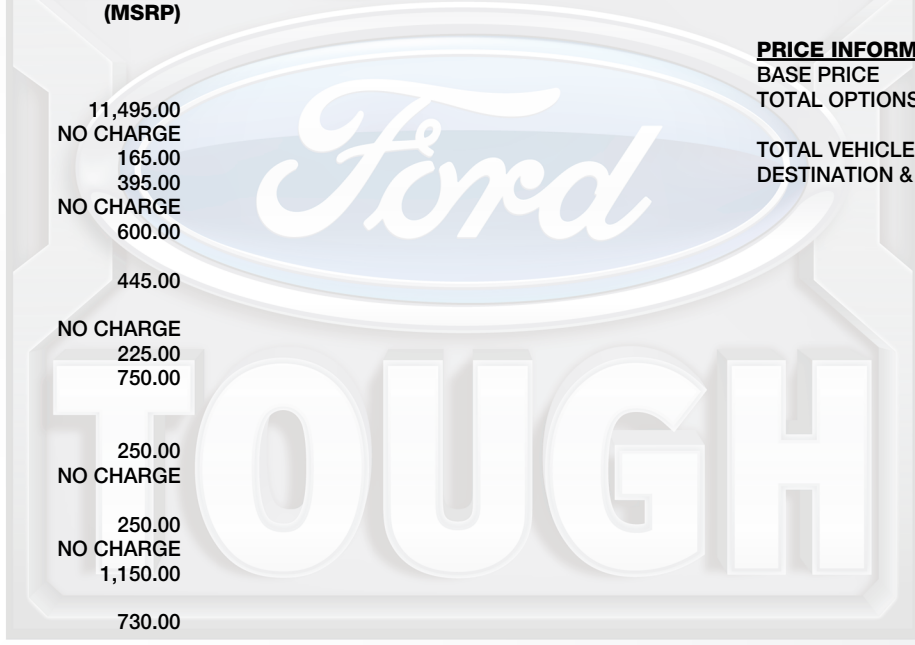 (MSRP)
11,495.00
NO CHARGE
165.00
395.00
NO CHARGE
600.00
445.00
NO CHARGE
225.00
750.00
250.00
NO CHARGE
250.00
NO CHARGE
1,150.00
730.00
PRICE INFORM
BASE PRICE
TOTAL OPTIONS
TOTAL VEHICLE
DESTINATION &
Ford
TOUGH